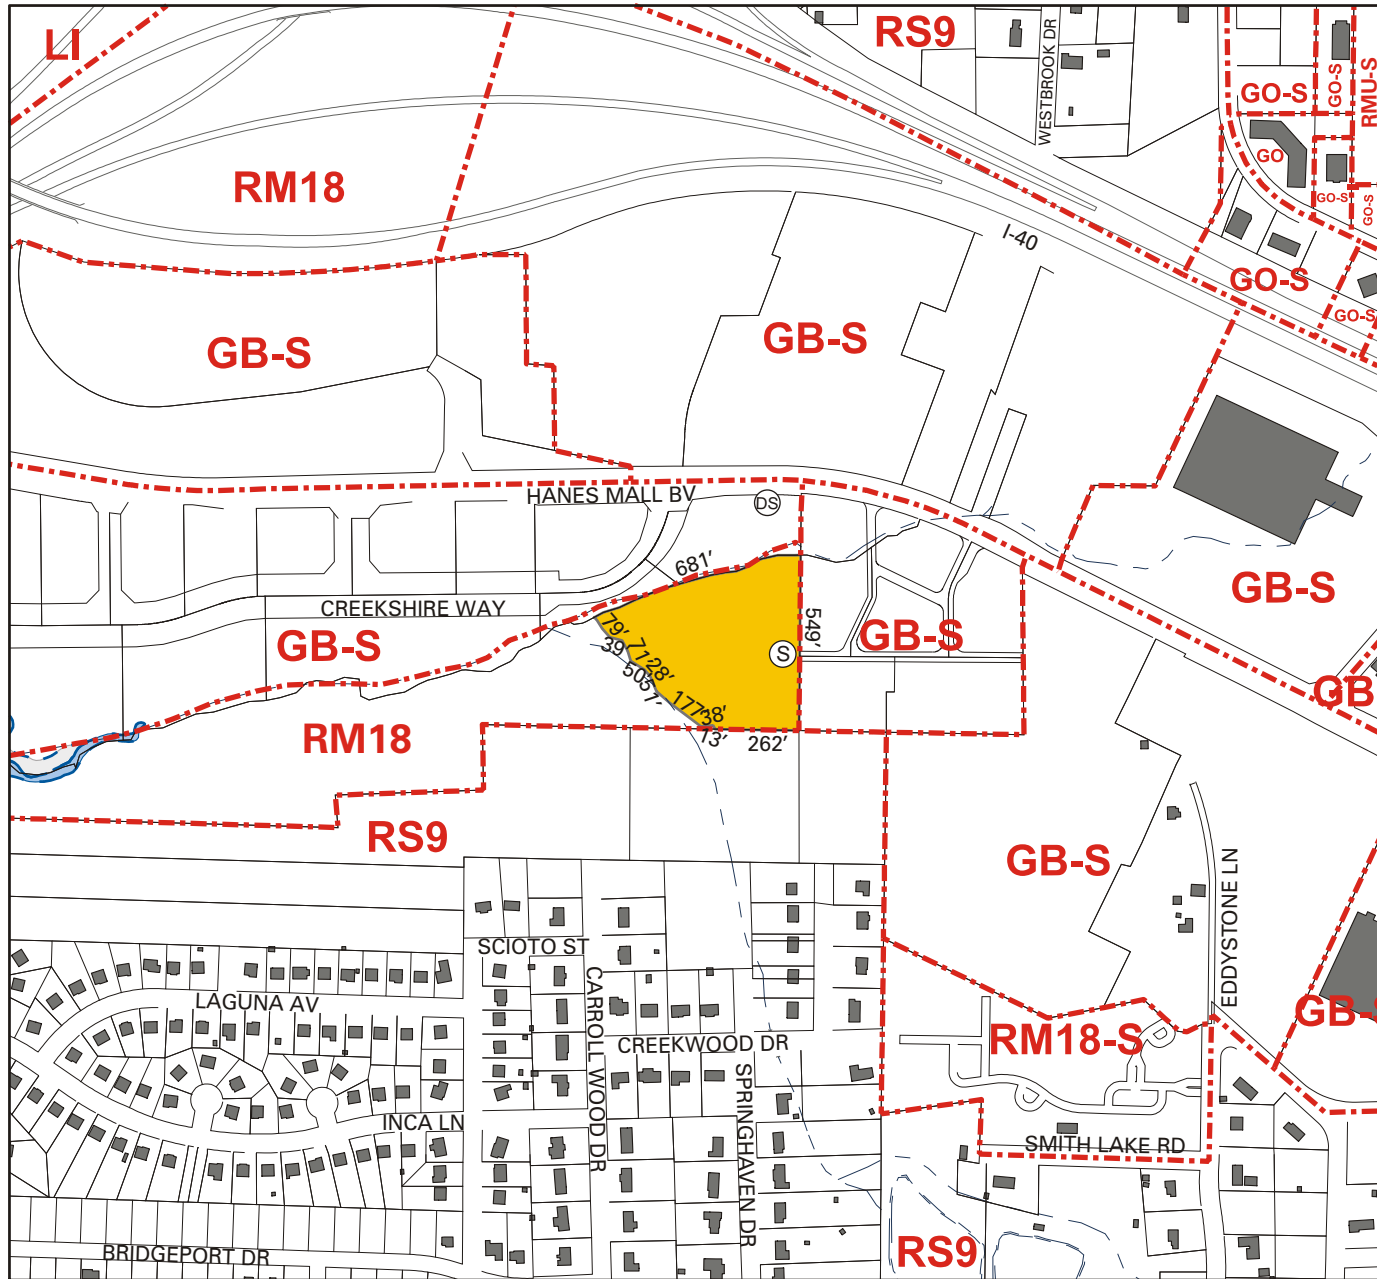 LI
RS9
WESTBROOK DR
GO-S
GO-S
RMU-S
GO
GO-S
GO-S
RM18
I-40
GO-S
GO-S
GB-S
GB-S
HANES MALL BV
DS
681'
GB-S
CREEKSHIRE WAY
GB-S
79'
39
7128'
505
7'
177
38'
13'
262'
549'
S
GB-S
GB
RM18
RS9
GB-S
EDDYSTONE LN
SCIOTO ST
LAGUNA AV
CARROLL WOOD DR
CREEKWOOD DR
SPRINGHAVEN DR
RM18-S
GB-S
INCA LN
SMITH LAKE RD
BRIDGEPORT DR
RS9